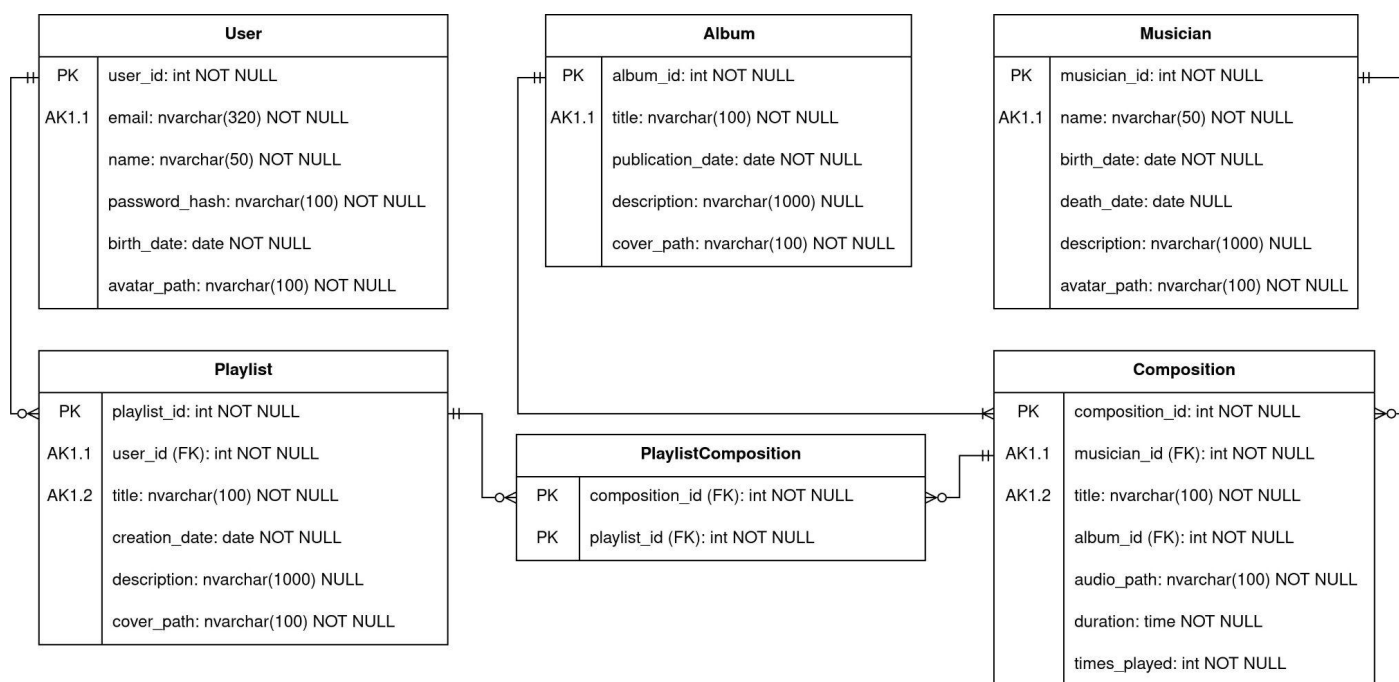 User
PK user_id: int NOT NULL
AK1.1 email: nvarchar(320) NOT NULL
name: nvarchar(50) NOT NULL
password_hash: nvarchar(100) NOT NULL
birth_date: date NOT NULL
avatar_path: nvarchar(100) NOT NULL
Album
PK album_id: int NOT NULL
AK1.1 title: nvarchar(100) NOT NULL
publication_date: date NOT NULL
description: nvarchar(1000) NULL
cover_path: nvarchar(100) NOT NULL
Musician
PK musician_id: int NOT NULL
AK1.1 name: nvarchar(50) NOT NULL
birth_date: date NOT NULL
death_date: date NULL
description: nvarchar(1000) NULL
avatar_path: nvarchar(100) NOT NULL
Playlist
PK playlist_id: int NOT NULL
AK1.1 user_id (FK): int NOT NULL
AK1.2 title: nvarchar(100) NOT NULL
creation_date: date NOT NULL
description: nvarchar(1000) NULL
cover_path: nvarchar(100) NOT NULL
PlaylistComposition
PK composition_id (FK): int NOT NULL
PK playlist_id (FK): int NOT NULL
Composition
PK composition_id: int NOT NULL
AK1.1 musician_id (FK): int NOT NULL
AK1.2 title: nvarchar(100) NOT NULL
album_id (FK): int NOT NULL
audio_path: nvarchar(100) NOT NULL
duration: time NOT NULL
times_played: int NOT NULL